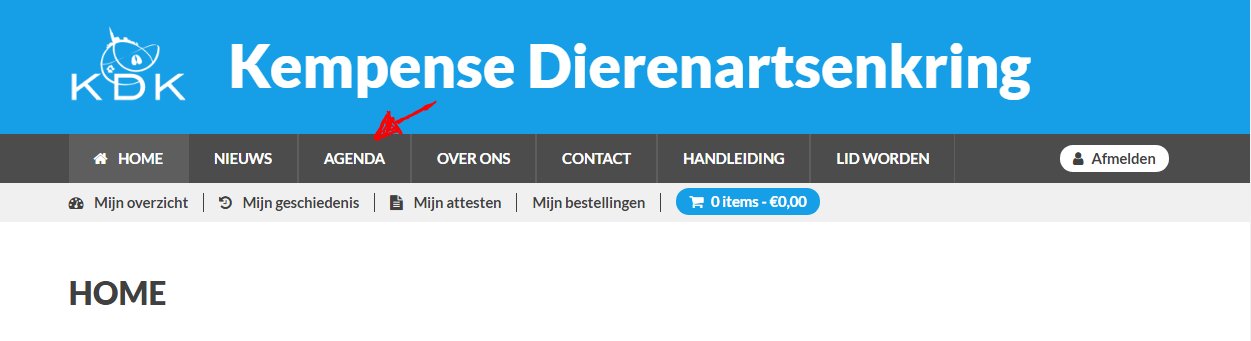 KDK
Kempense Dierenartsenkring
HOME NIEUWS AGENDA OVER ONS CONTACT HANDLEIDING LID WORDEN Afmelden
Mijn overzicht Mijn geschiedenis Mijn attesten Mijn bestellingen 0 items - €0,00
HOME